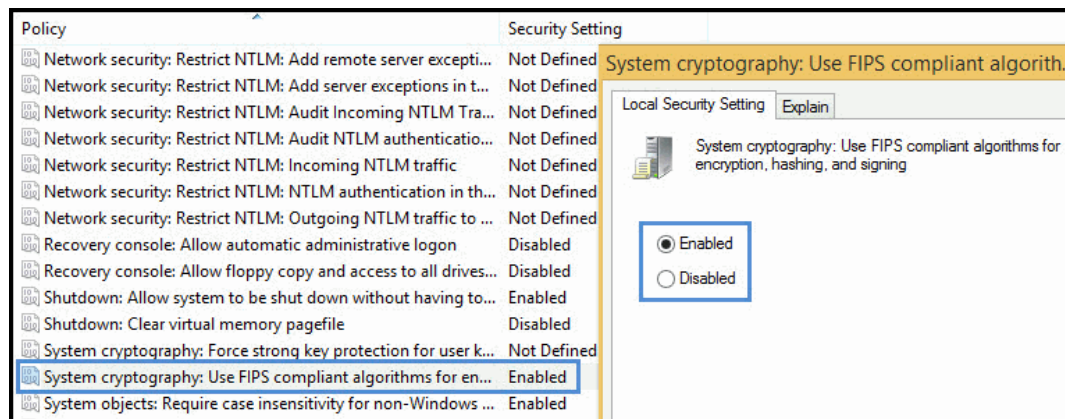 Policy Security Setting
Network security: Restrict NTLM: Add remote server excepti... Not Defined
Network security: Restrict NTLM: Add server exceptions in t... Not Defined
Network security: Restrict NTLM: Audit Incoming NTLM Tra... Not Defined
Network security: Restrict NTLM: Audit NTLM authenticatio... Not Defined
Network security: Restrict NTLM: Incoming NTLM traffic Not Defined
Network security: Restrict NTLM: NTLM authentication in th... Not Defined
Network security: Restrict NTLM: Outgoing NTLM traffic to ... Not Defined
Recovery console: Allow automatic administrative logon Disabled
Recovery console: Allow floppy copy and access to all drives... Disabled
Shutdown: Allow system to be shut down without having to... Enabled
Shutdown: Clear virtual memory pagefile Disabled
System cryptography: Force strong key protection for user k... Not Defined
System cryptography: Use FIPS compliant algorithms for en... Enabled
System objects: Require case insensitivity for non-Windows ... Enabled
System cryptography: Use FIPS compliant algorith.
Local Security Setting Explain
System cryptography: Use FIPS compliant algorithms for
encryption, hashing, and signing
Enabled
Disabled